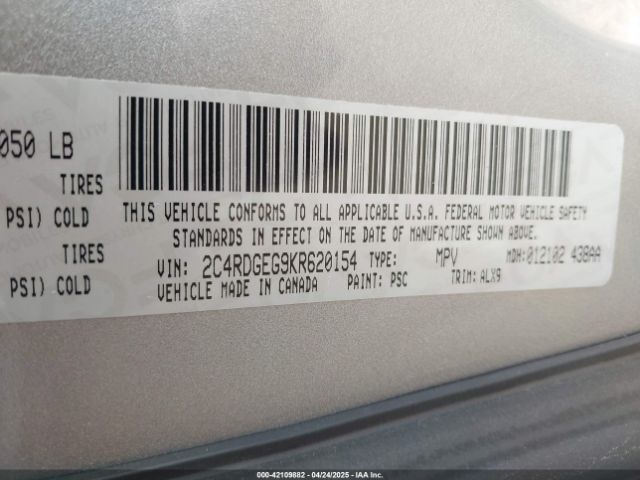 050 LB
TIRES
PSI) COLD
TIRES
PSI) COLD
THIS VEHICLE CONFORMS TO ALL APPLICABLE U.S.A. FEDERAL MOTOR VEHICLE SAFETY
STANDARDS IN EFFECT ON THE DATE OF MANUFACTURE SHOWN ABOVE.
VIN: 2C4RDGEG9KR620154 TYPE: MPV MDH: 012102 438AA
VEHICLE MADE IN CANADA PAINT: PSC TRIM: ALX9
000-42109882 - 04/24/2025 - IAAI.COM